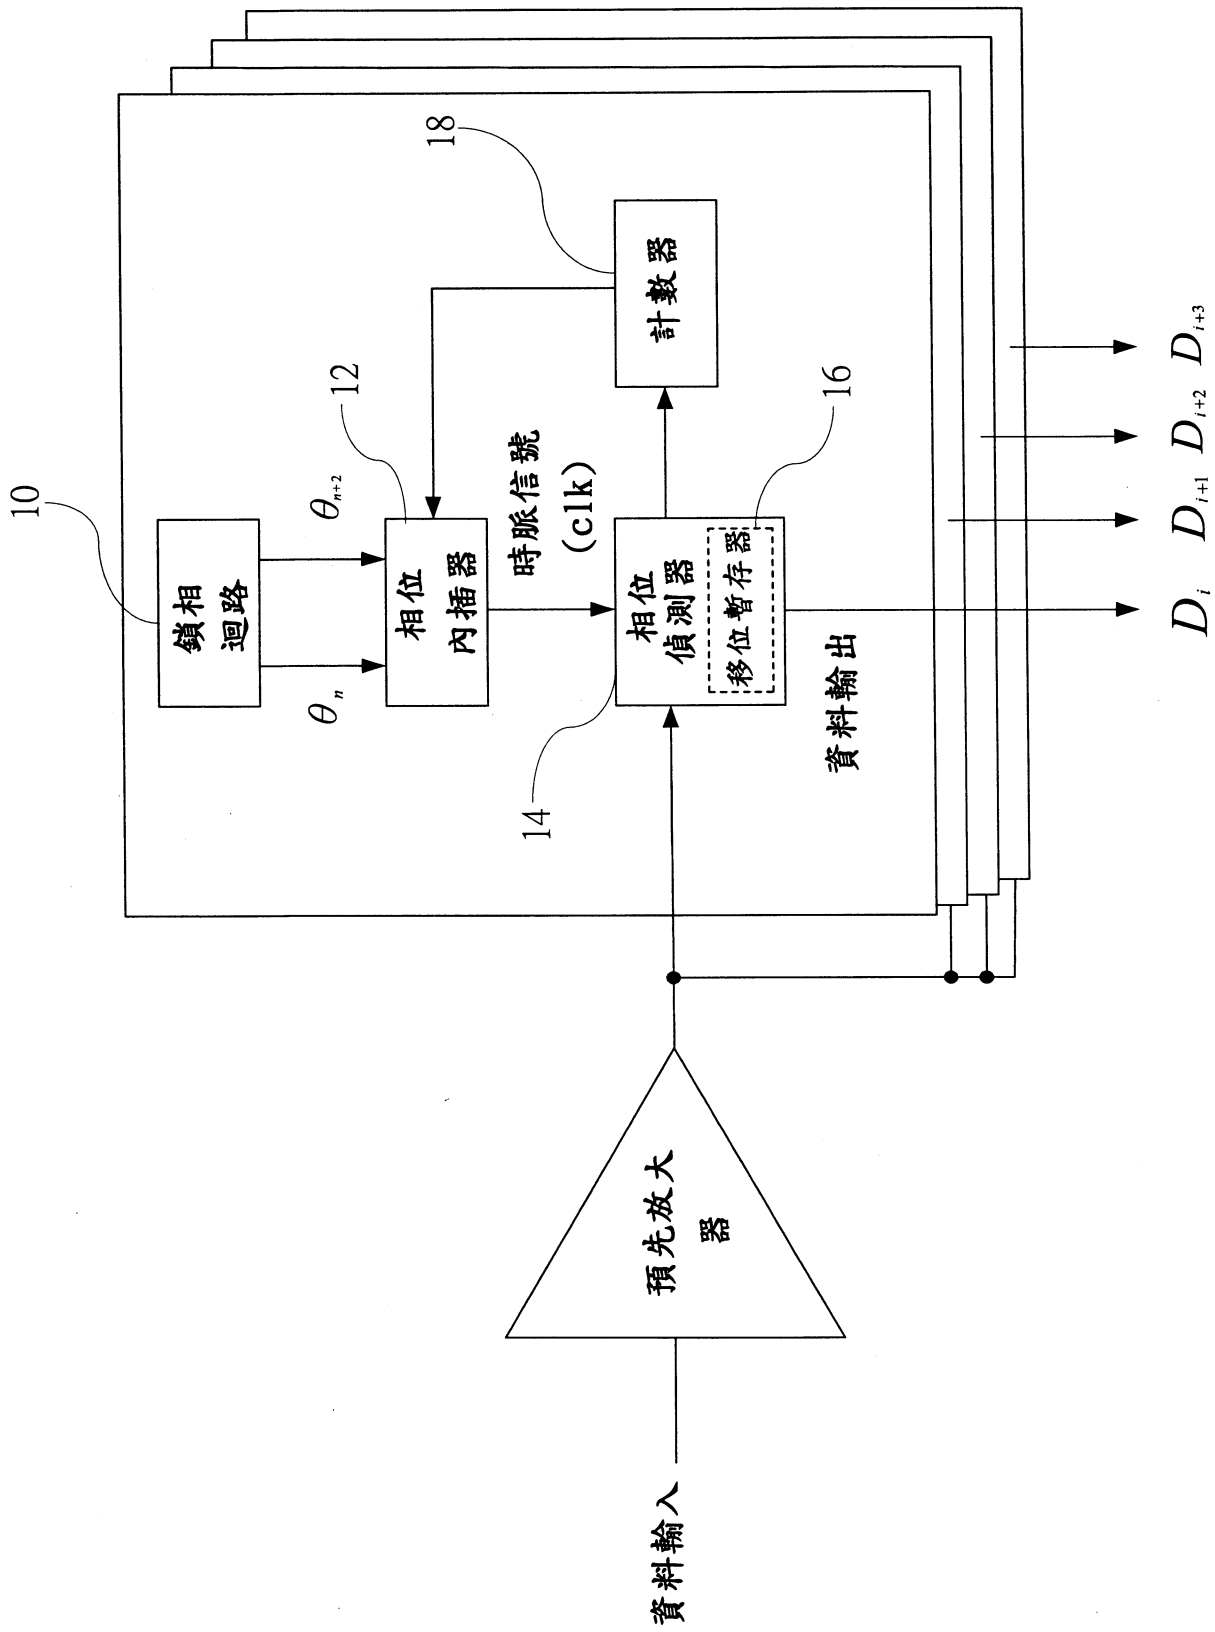 10
鎖相
迴路
θn
θn+2
12
相位
內插器
時脈信號
(clk)
18
計數器
14
相位
偵測器
移位暫存器
16
資料輸出
資料輸入
預先放大
器
Di
Di+1
Di+2
Di+3